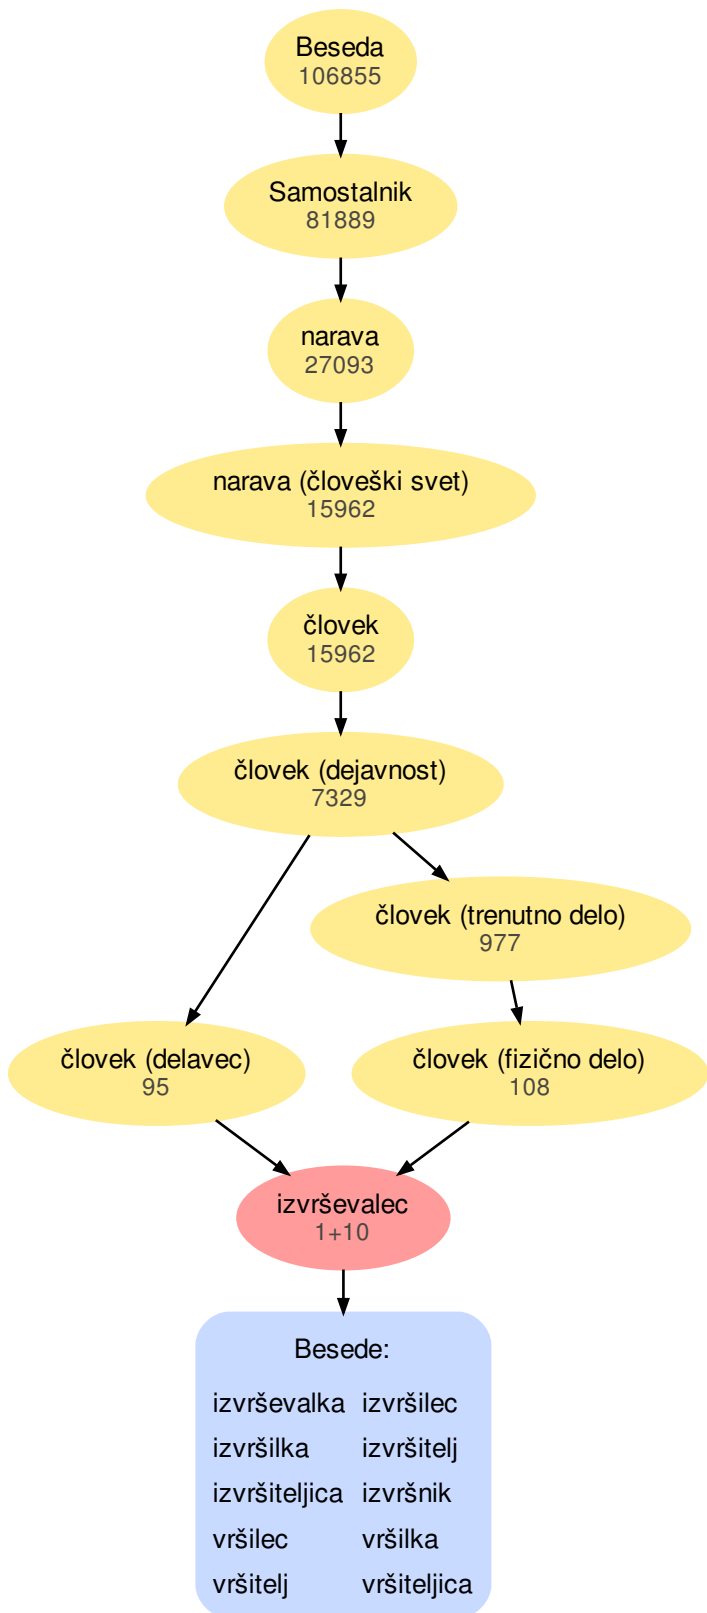 Beseda
106855
Samostalnik
81889
narava
27093
narava (človeški svet)
15962
človek
15962
človek (dejavnost)
7329
človek (trenutno delo)
977
človek (delavec)
95
človek (fizično delo)
108
izvrševalec
1+10
Besede:
izvrševalka izvršilec
izvršilka izvršitelj
izvršiteljica izvršnik
vršilec vršilka
vršitelj vršiteljica